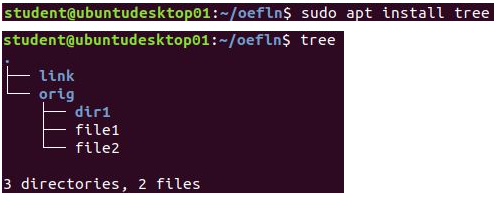 student@ubuntudesktop01:~/oefln$ sudo apt install tree
student@ubuntudesktop01:~/oefln$ tree
.
├── link
└── orig
    ├── dir1
    ├── file1
    └── file2

3 directories, 2 files